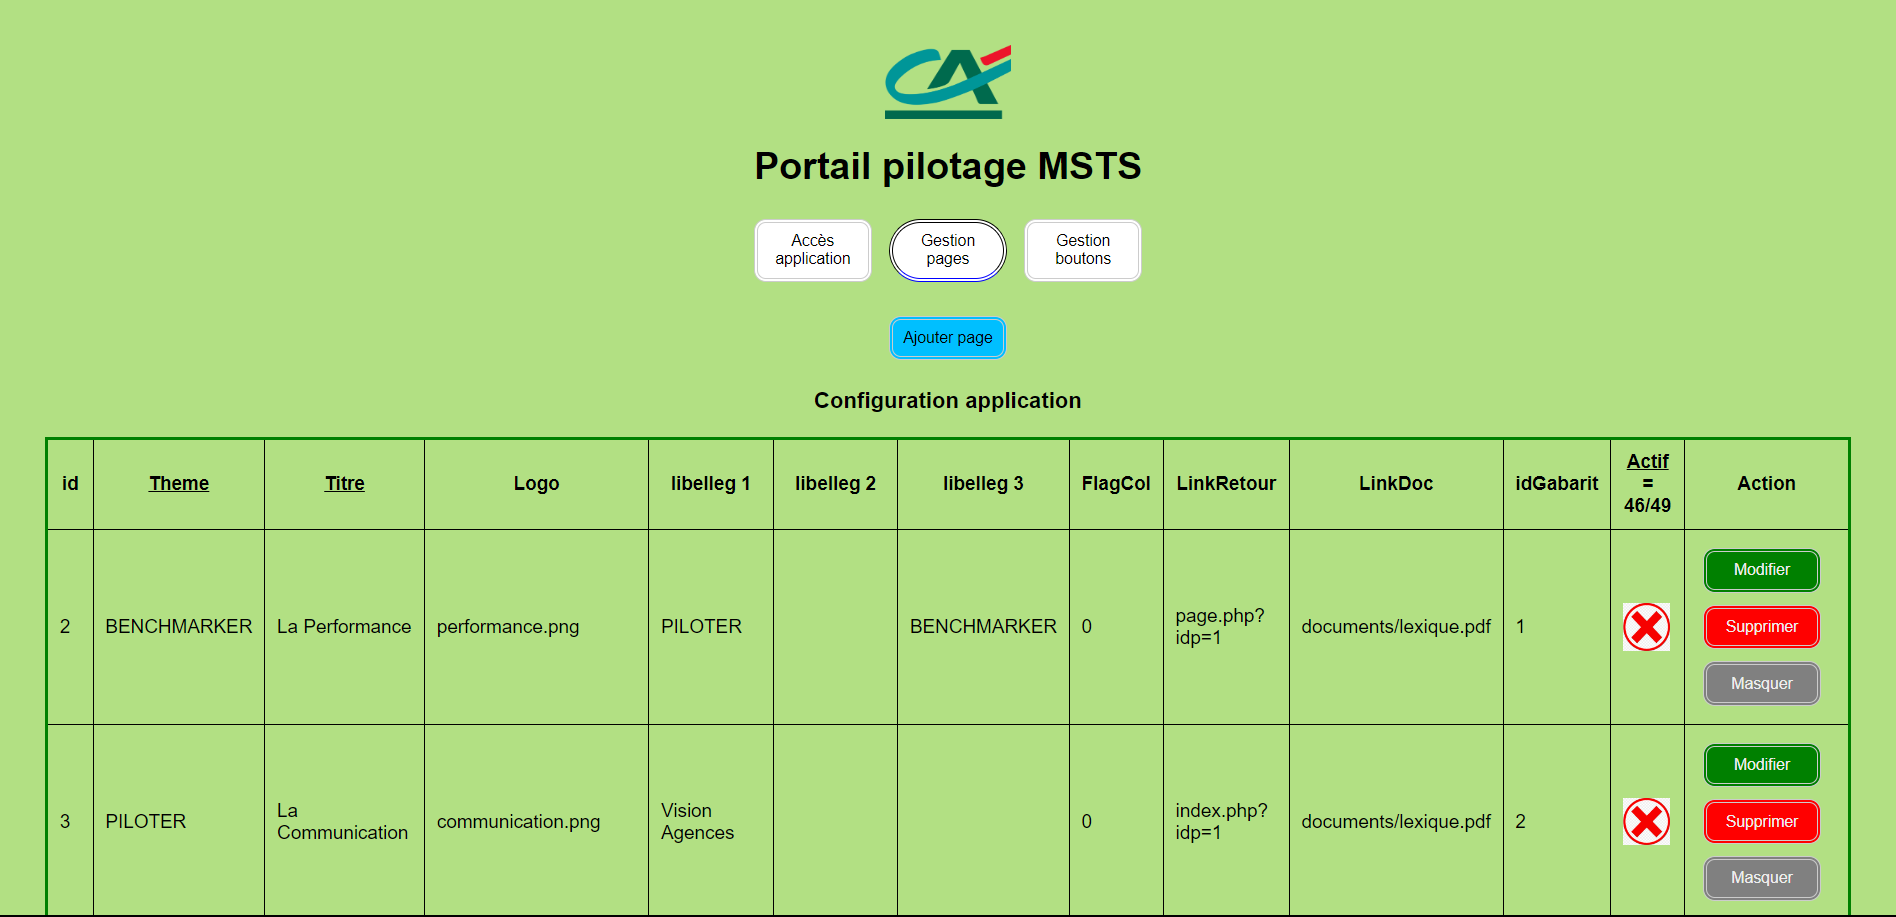 CA
Portail pilotage MSTS
Accès
application
Gestion
pages
Gestion
boutons
Ajouter page
Configuration application
id
Theme
Titre
Logo
libelleg 1
libelleg 2
libelleg 3
FlagCol
LinkRetour
LinkDoc
idGabarit
Actif
=
46/49
Action
2
BENCHMARKER
La Performance
performance.png
PILOTER
BENCHMARKER
0
page.php?
idp=1
documents/lexique.pdf
1
Modifier
Supprimer
Masquer
3
PILOTER
La
Communication
communication.png
Vision
Agences
0
index.php?
idp=1
documents/lexique.pdf
2
Modifier
Supprimer
Masquer